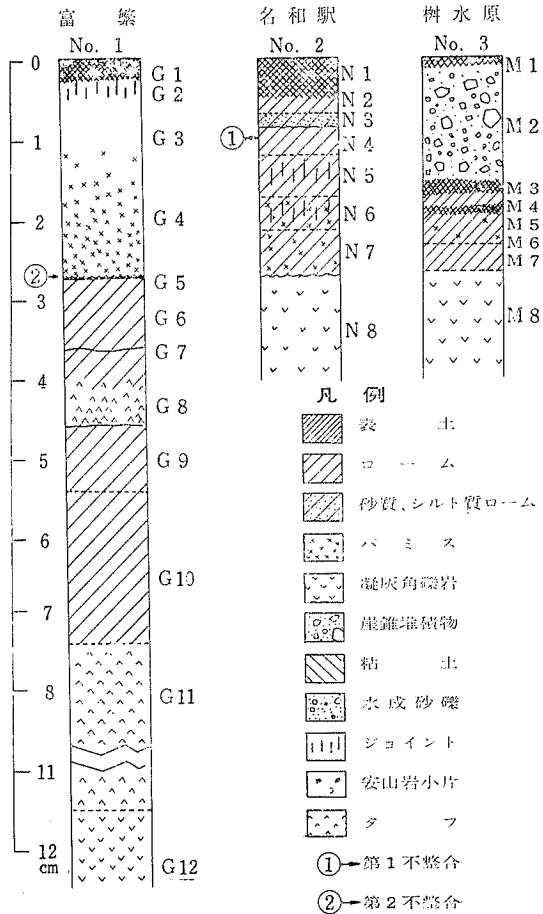 富繁
No. 1
名和駅
No. 2
桝水原
No. 3
0
1
2
3
4
5
6
7
8
11
12
cm
①
②
G 1
G 2
G 3
G 4
G 5
G 6
G 7
G 8
G 9
G10
G11
G12
N 1
N 2
N 3
N 4
N 5
N 6
N 7
N 8
M 1
M 2
M 3
M 4
M 5
M 6
M 7
M 8
凡例
表土
ローム
砂質、シルト質ローム
パミス
凝灰角礫岩
崖錐堆積物
粘土
水成砂礫
ジョイント
安山岩小片
タフ
①→第1不整合
②→第2不整合